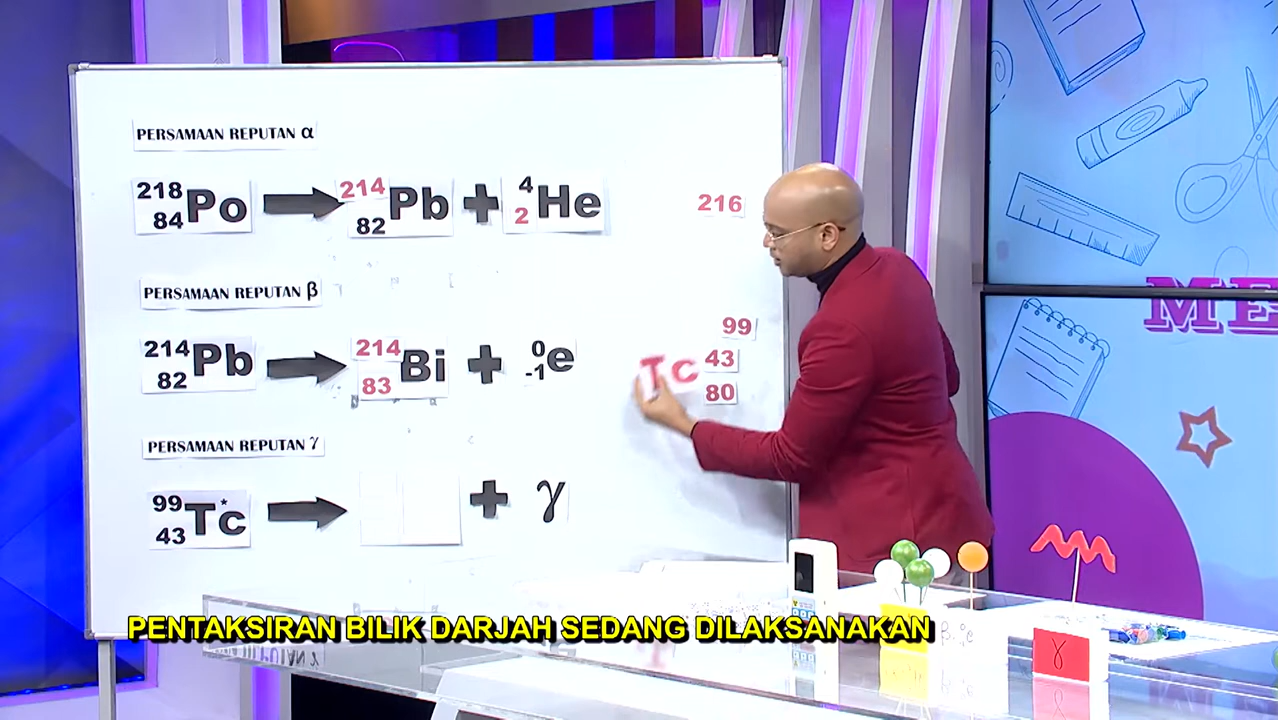 PERSAMAAN REPUTAN α
218 84 Po 214 82 Pb + 4 2 He
216
PERSAMAAN REPUTAN β
214 82 Pb 214 83 Bi + 0 -1 e
99
Tc 43
80
PERSAMAAN REPUTAN γ
99 43 Tc* + γ
ME
PENTAKSIRAN BILIK DARJAH SEDANG DILAKSANAKAN
γ